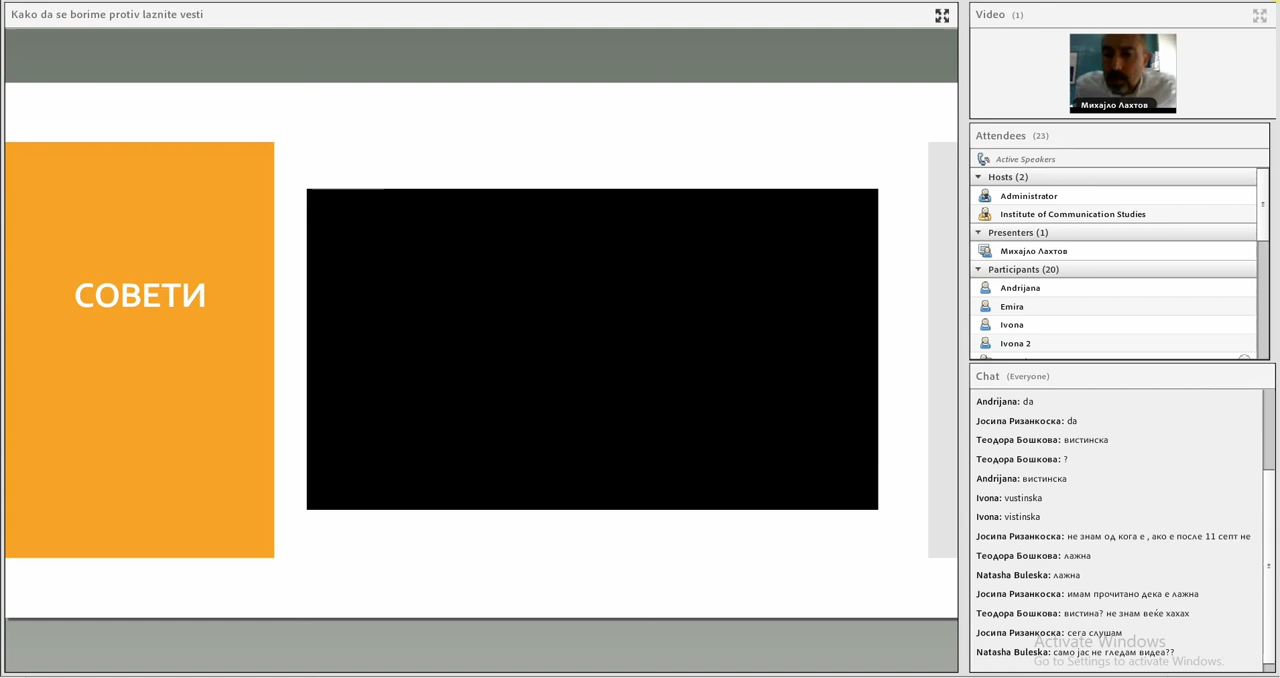 Kako da se borime protiv laznite vesti
СОВЕТИ
Video (1)
Михајло Лахтов
Attendees (23)
Active Speakers
Hosts (2)
Administrator
Institute of Communication Studies
Presenters (1)
Михајло Лахтов
Participants (20)
Andrijana
Emira
Ivona
Ivona 2
Chat (Everyone)
Andrijana: da
Јосипа Ризанкоска: da
Теодора Бошкова: вистинска
Теодора Бошкова: ?
Andrijana: вистинска
Ivona: vustinska
Ivona: vistinska
Јосипа Ризанкоска: не знам од кога е , ако е после 11 септ не
Теодора Бошкова: лажна
Natasha Buleska: лажна
Јосипа Ризанкоска: имам прочитано дека е лажна
Теодора Бошкова: вистина? не знам веќе хахах
Јосипа Ризанкоска: сега слушам
Activate Windows
Natasha Buleska: само јас не гледам видеа??
Go to Settings to activate Windows.